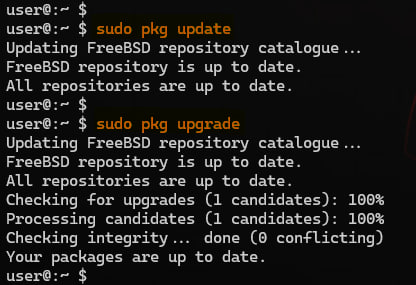 user@:~ $
user@:~ $ sudo pkg update
Updating FreeBSD repository catalogue...
FreeBSD repository is up to date.
All repositories are up to date.
user@:~ $
user@:~ $ sudo pkg upgrade
Updating FreeBSD repository catalogue...
FreeBSD repository is up to date.
All repositories are up to date.
Checking for upgrades (1 candidates): 100%
Processing candidates (1 candidates): 100%
Checking integrity... done (0 conflicting)
Your packages are up to date.
user@:~ $